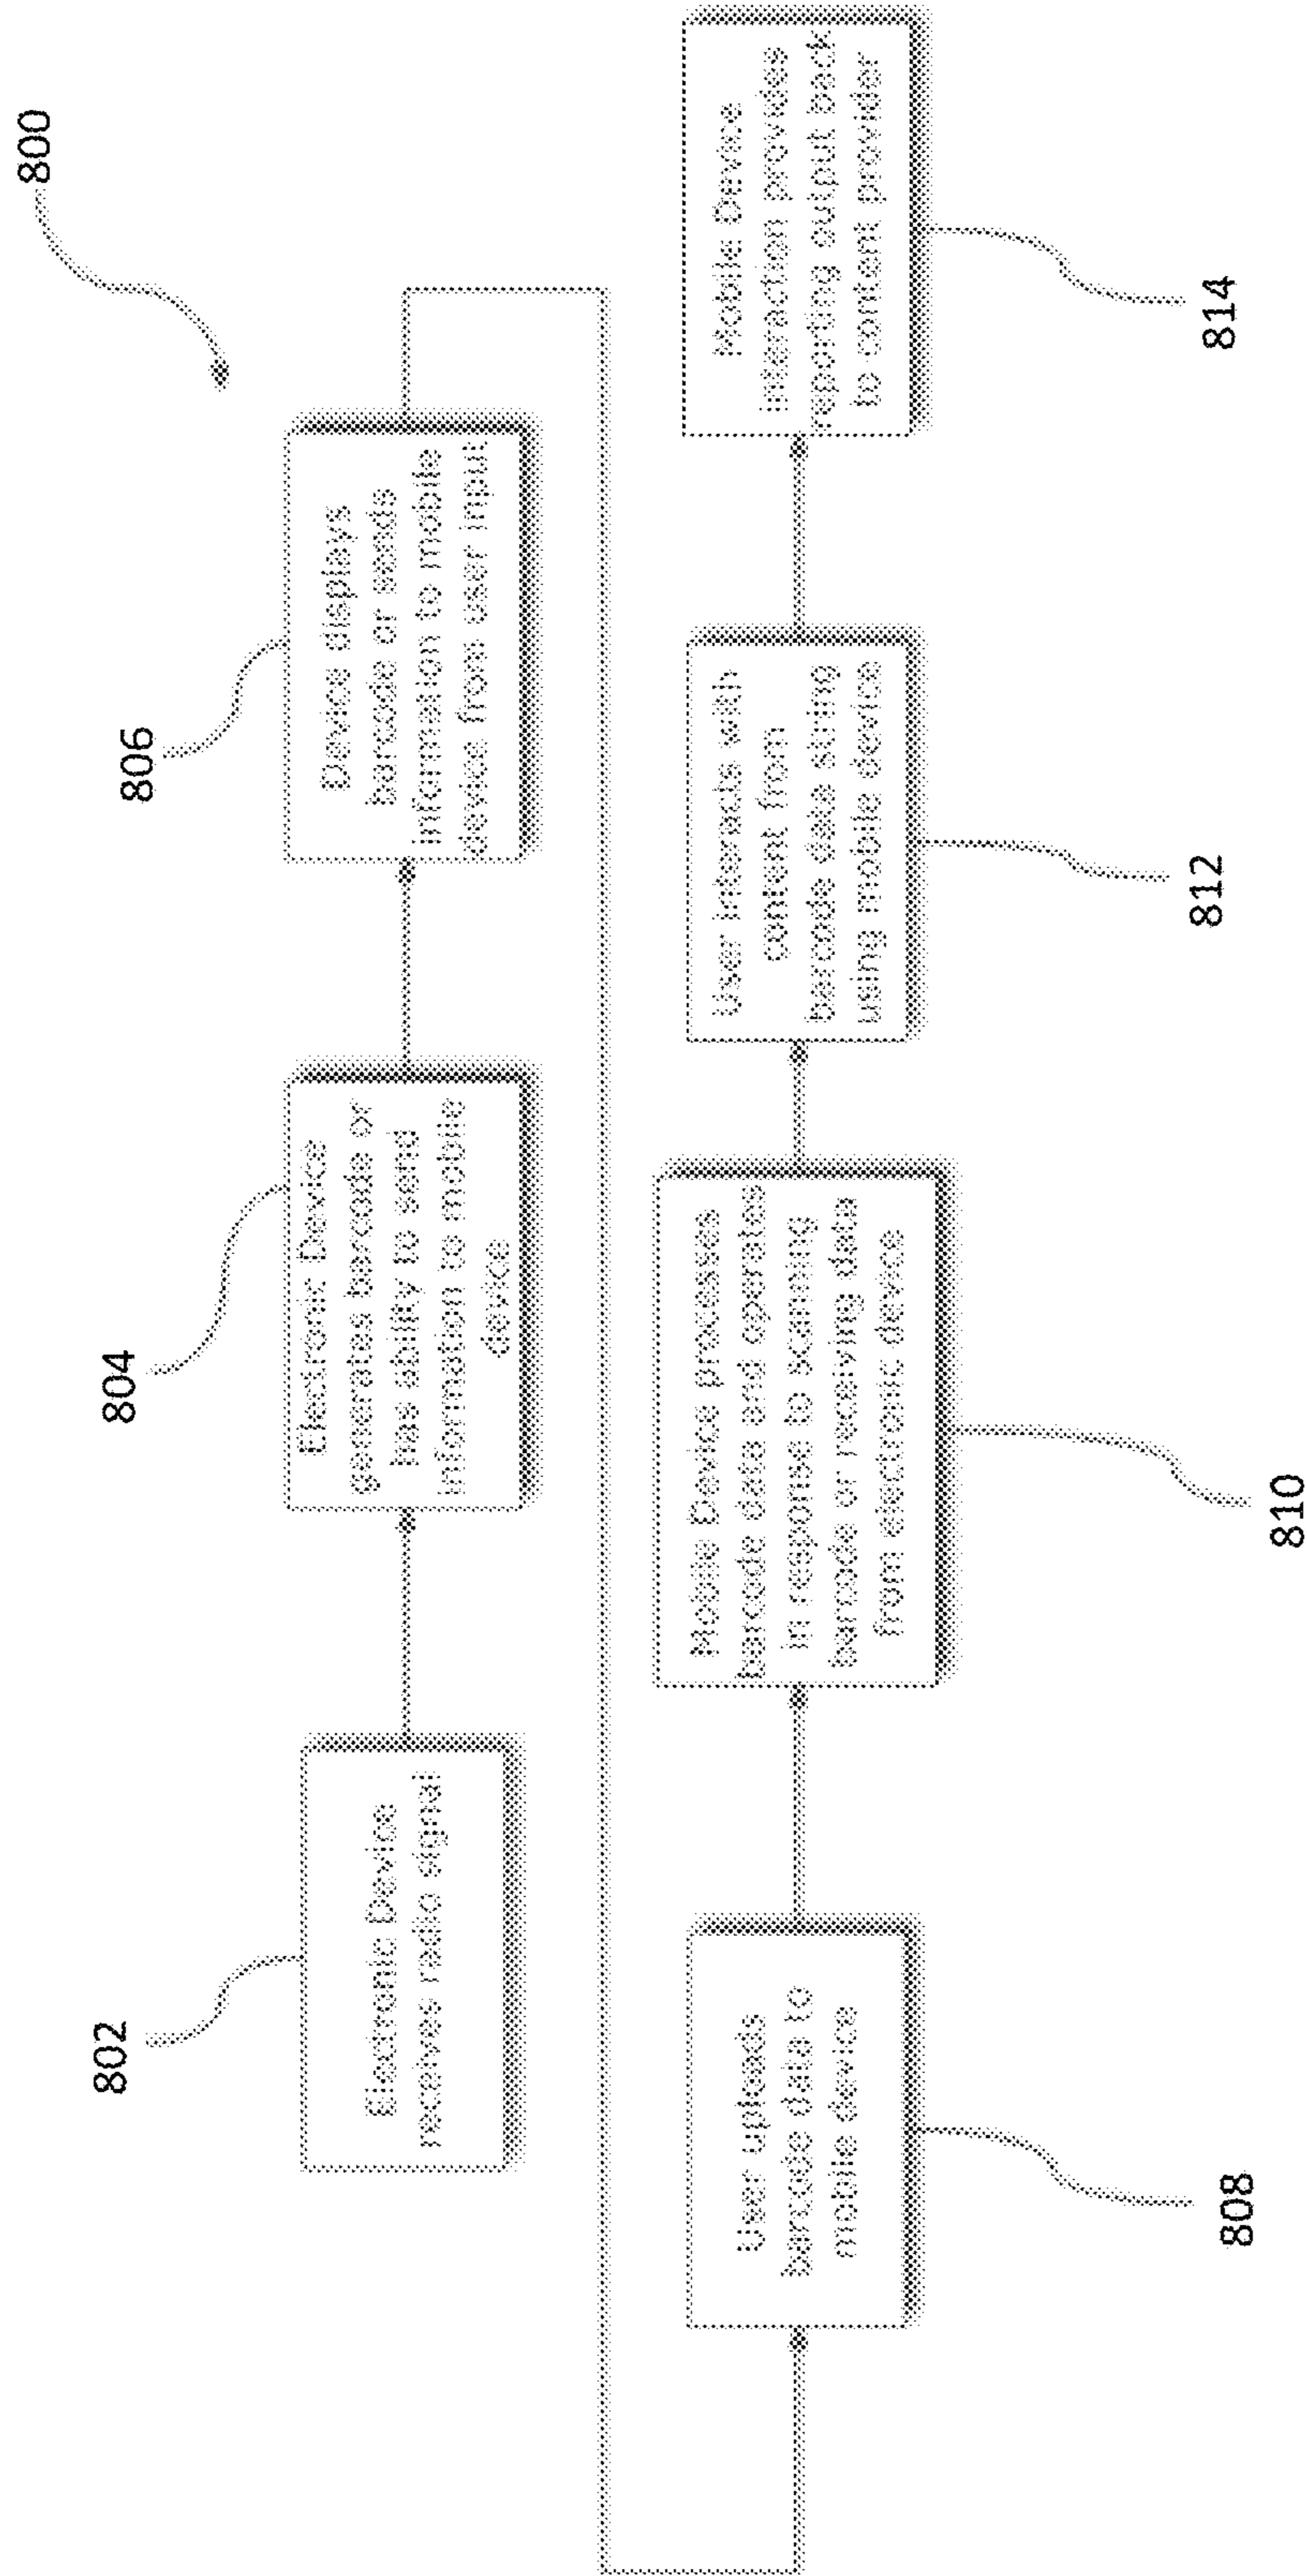 800
802
Electronic Device
receives radio signal
804
Electronic Device
generates barcode or
has ability to send
information to mobile
device
806
Device displays
barcode or sends
information to mobile
device from user input
User uploads
barcode data to
mobile device
808
Mobile Device processes
barcode data and operates
in response to scanning
barcode or receiving data
from electronic device
810
User interacts with
content from
barcode data string
using mobile device
812
Mobile Device
interaction provides
reporting output back
to content provider
814